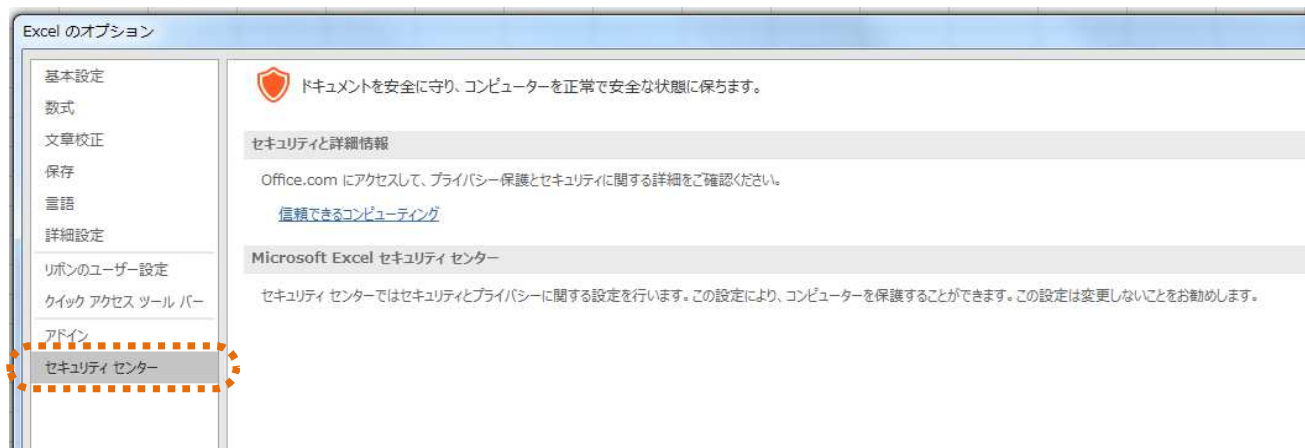 Excel のオプション
基本設定
数式
文章校正
保存
言語
詳細設定
リボンのユーザー設定
クイック アクセス ツール バー
アドイン
セキュリティ センター
ドキュメントを安全に守り、コンピューターを正常で安全な状態に保ちます。
セキュリティと詳細情報
Office.com にアクセスして、プライバシー保護とセキュリティに関する詳細をご確認ください。
信頼できるコンピューティング
Microsoft Excel セキュリティ センター
セキュリティ センターではセキュリティとプライバシーに関する設定を行います。この設定により、コンピューターを保護することができます。この設定は変更しないことをお勧めします。